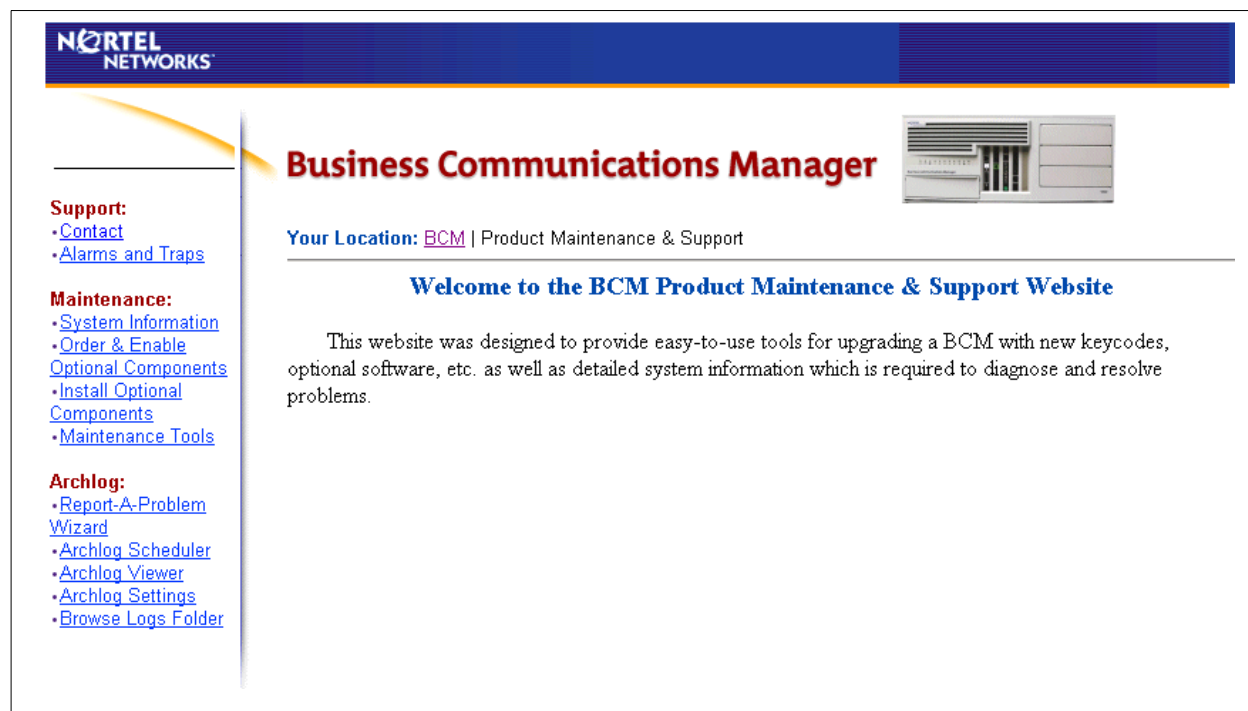 NORTEL
NETWORKS
Business Communications Manager
Support:
•Contact
•Alarms and Traps
Maintenance:
•System Information
•Order & Enable
Optional Components
•Install Optional
Components
•Maintenance Tools
Archlog:
•Report-A-Problem
Wizard
•Archlog Scheduler
•Archlog Viewer
•Archlog Settings
•Browse Logs Folder
Your Location: BCM | Product Maintenance & Support
Welcome to the BCM Product Maintenance & Support Website
This website was designed to provide easy-to-use tools for upgrading a BCM with new keycodes,
optional software, etc. as well as detailed system information which is required to diagnose and resolve
problems.